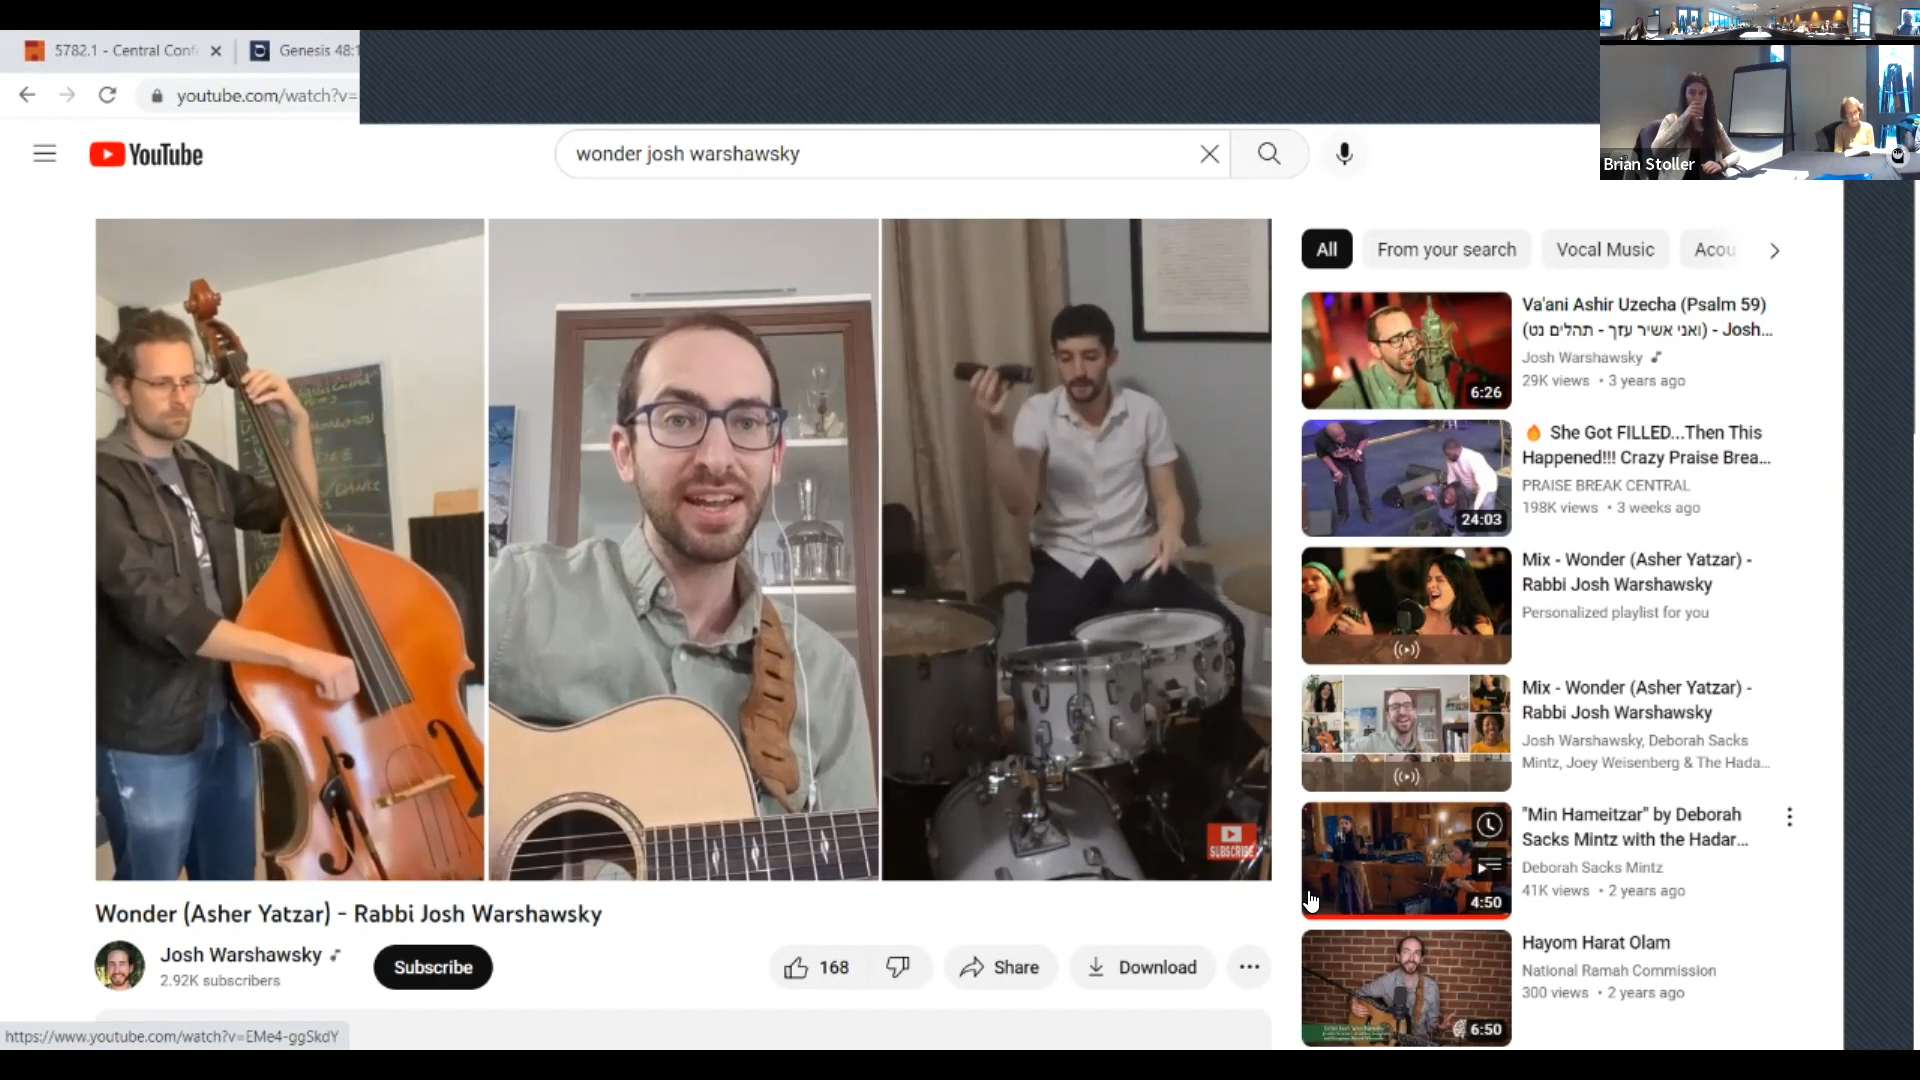 5782.1 - Central Conf
Genesis 48:1
youtube.com/watch?v=
Brian Stoller
YouTube
wonder josh warshawsky
All
From your search
Vocal Music
Acou
Va'ani Ashir Uzecha (Psalm 59)
(ואני אשיר עזך - תהלים נט) - Josh...
Josh Warshawsky
29K views • 3 years ago
6:26
🔥 She Got FILLED...Then This
Happened!!! Crazy Praise Brea...
PRAISE BREAK CENTRAL
198K views • 3 weeks ago
24:03
Mix - Wonder (Asher Yatzar) -
Rabbi Josh Warshawsky
Personalized playlist for you
Mix - Wonder (Asher Yatzar) -
Rabbi Josh Warshawsky
Josh Warshawsky, Deborah Sacks
Mintz, Joey Weisenberg & The Hada...
"Min Hameitzar" by Deborah
Sacks Mintz with the Hadar...
Deborah Sacks Mintz
41K views • 2 years ago
4:50
Hayom Harat Olam
National Ramah Commission
300 views • 2 years ago
6:50
SUBSCRIBE
Wonder (Asher Yatzar) - Rabbi Josh Warshawsky
Josh Warshawsky
2.92K subscribers
Subscribe
168
Share
Download
https://www.youtube.com/watch?v=EMe4-ggSkdY